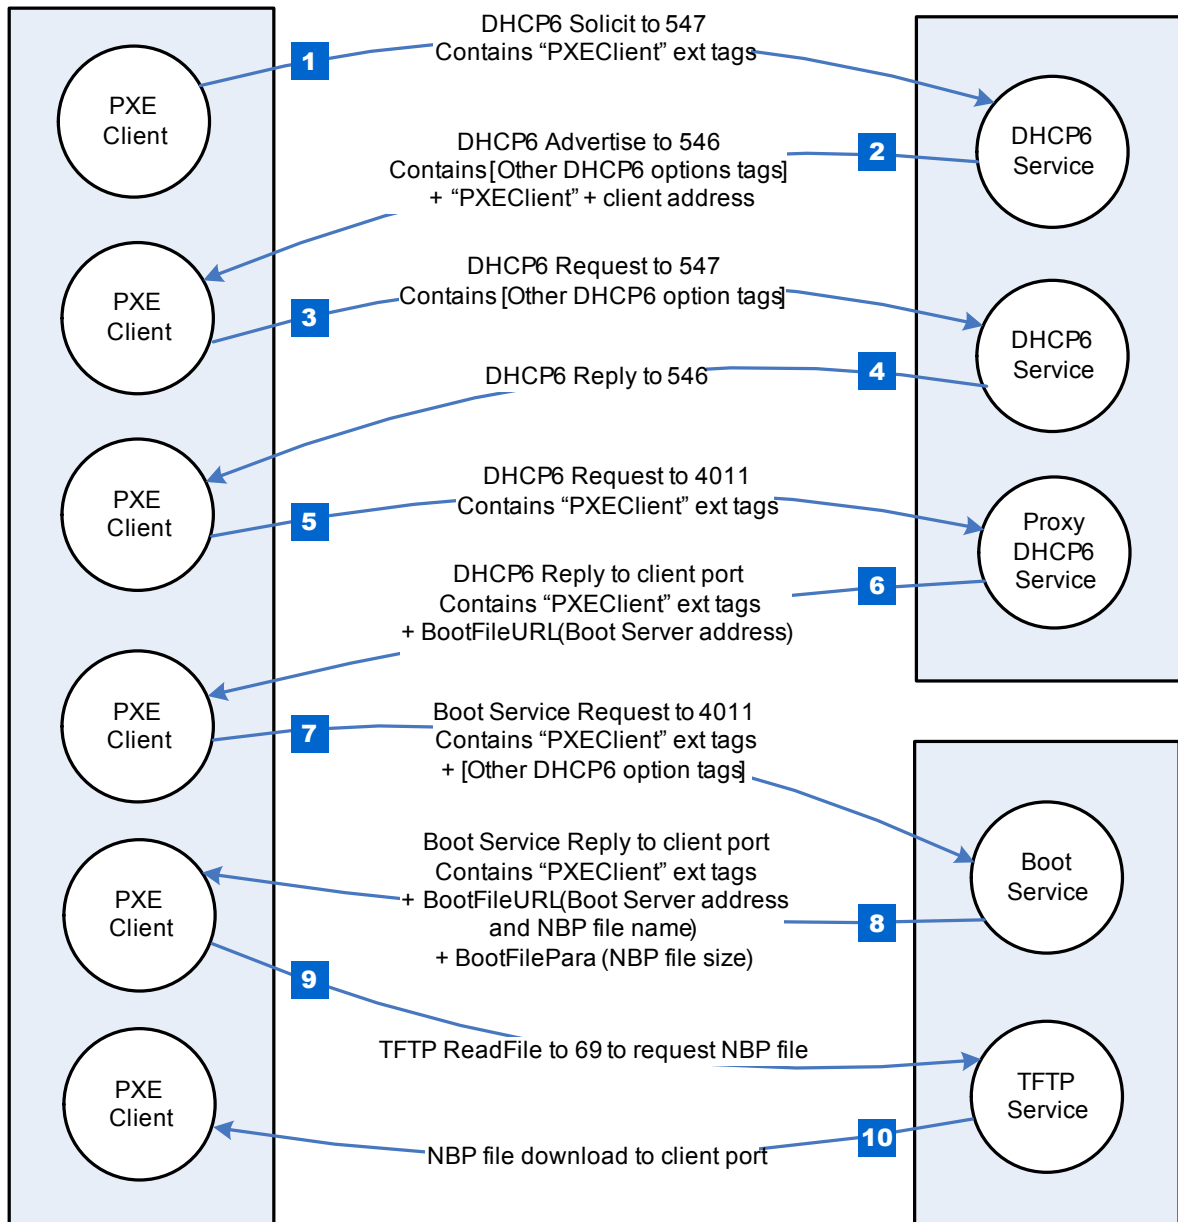 DHCP6 Solicit to 547
Contains “PXEClient” ext tags
1
PXE
Client
DHCP6
Service
DHCP6 Advertise to 546
Contains [Other DHCP6 options tags]
+ “PXEClient” + client address
2
PXE
Client
DHCP6 Request to 547
Contains [Other DHCP6 option tags]
3
DHCP6
Service
DHCP6 Reply to 546
4
PXE
Client
DHCP6 Request to 4011
Contains “PXEClient” ext tags
5
Proxy
DHCP6
Service
DHCP6 Reply to client port
Contains “PXEClient” ext tags
+ BootFileURL(Boot Server address)
6
PXE
Client
Boot Service Request to 4011
Contains “PXEClient” ext tags
+ [Other DHCP6 option tags]
7
Boot
Service
Boot Service Reply to client port
Contains “PXEClient” ext tags
+ BootFileURL(Boot Server address
and NBP file name)
+ BootFilePara (NBP file size)
8
PXE
Client
9
TFTP ReadFile to 69 to request NBP file
TFTP
Service
PXE
Client
10
NBP file download to client port